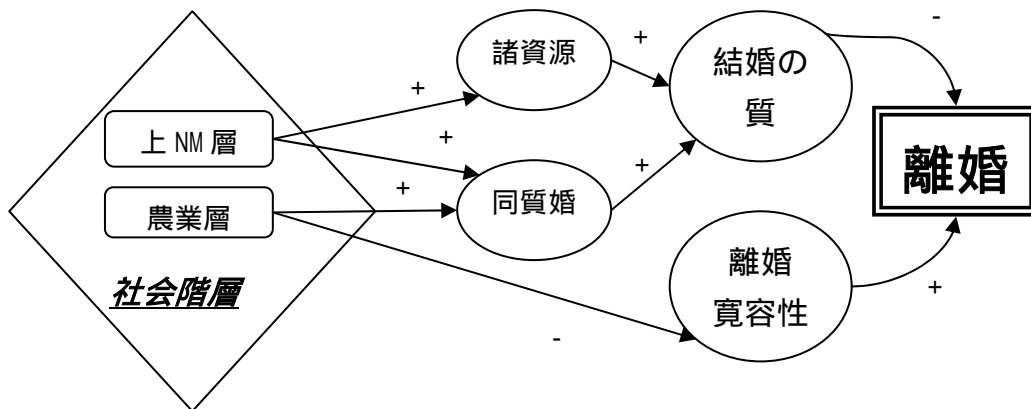 -
諸資源
+
結婚の
質
+
上 NM 層
+
離婚
農業層
+
同質婚
+
離婚
寛容性
社会階層
+
-